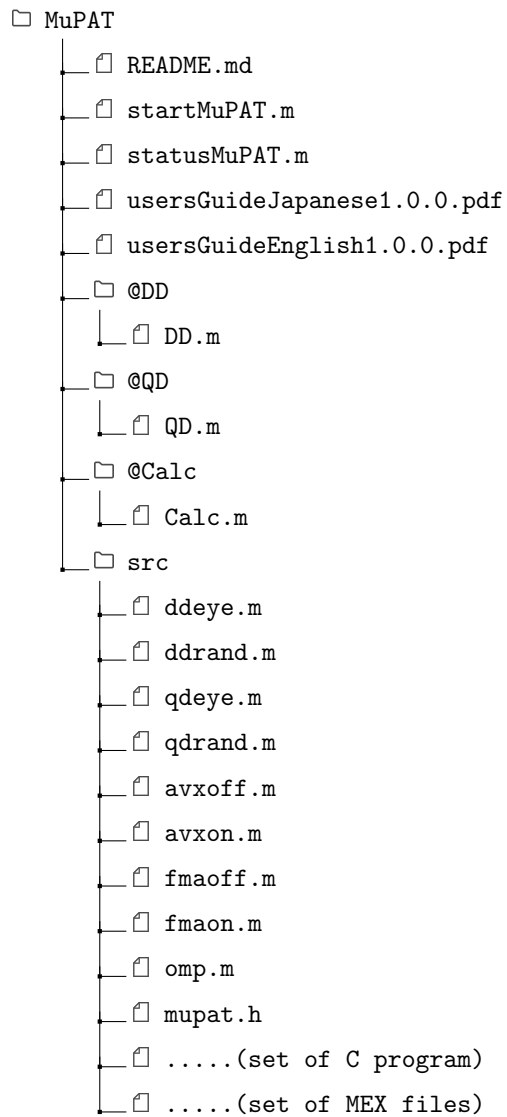 MuPAT
README.md
startMuPAT.m
statusMuPAT.m
usersGuideJapanese1.0.0.pdf
usersGuideEnglish1.0.0.pdf
@DD
DD.m
@QD
QD.m
@Calc
Calc.m
src
ddeye.m
ddrand.m
qdeye.m
qdrand.m
avxoff.m
avxon.m
fmaoff.m
fmaon.m
omp.m
mupat.h
.....(set of C program)
.....(set of MEX files)